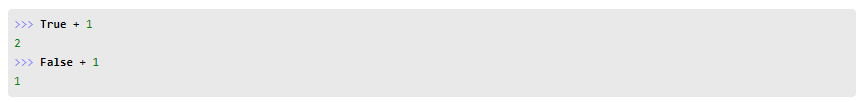 >>> True + 1
2
>>> False + 1
1